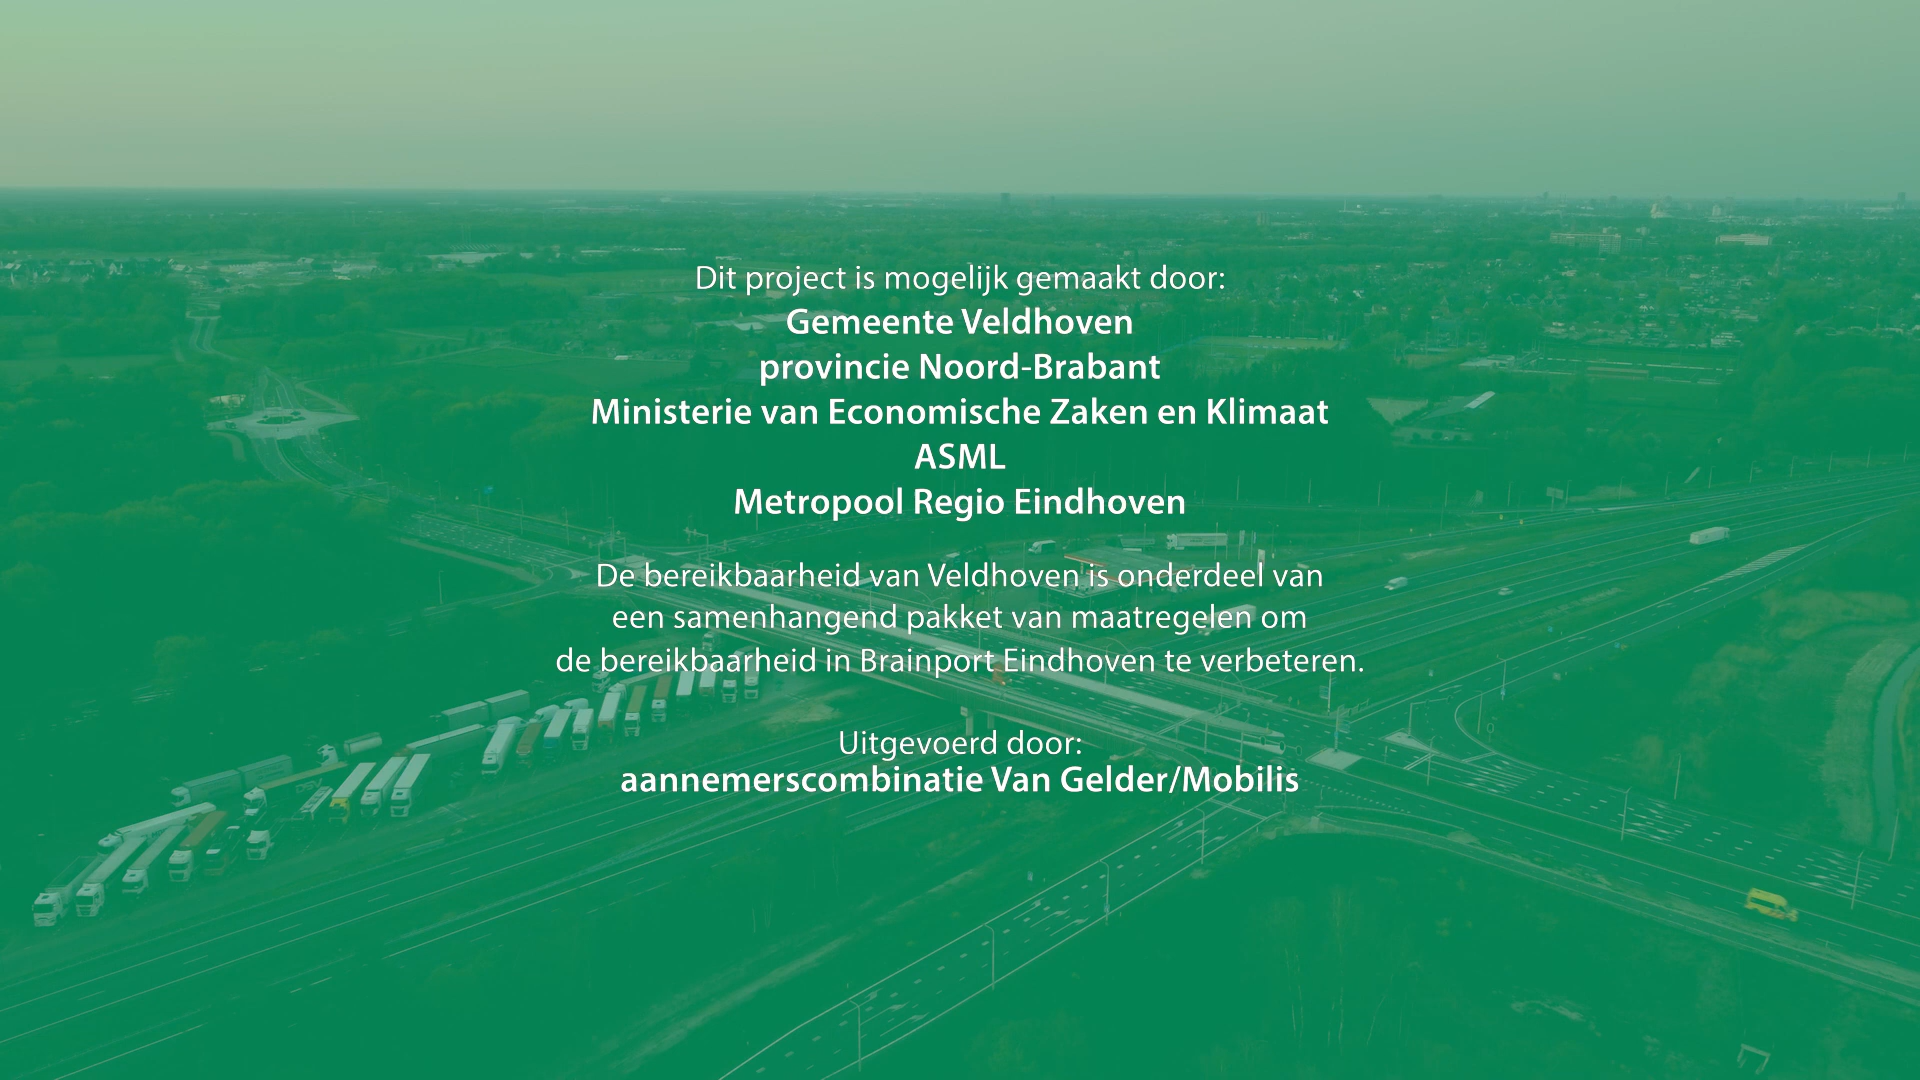 Dit project is mogelijk gemaakt door:
Gemeente Veldhoven
provincie Noord-Brabant
Ministerie van Economische Zaken en Klimaat
ASML
Metropool Regio Eindhoven
De bereikbaarheid van Veldhoven is onderdeel van
een samenhangend pakket van maatregelen om
de bereikbaarheid in Brainport Eindhoven te verbeteren.
Uitgevoerd door:
aannemerscombinatie Van Gelder/Mobilis